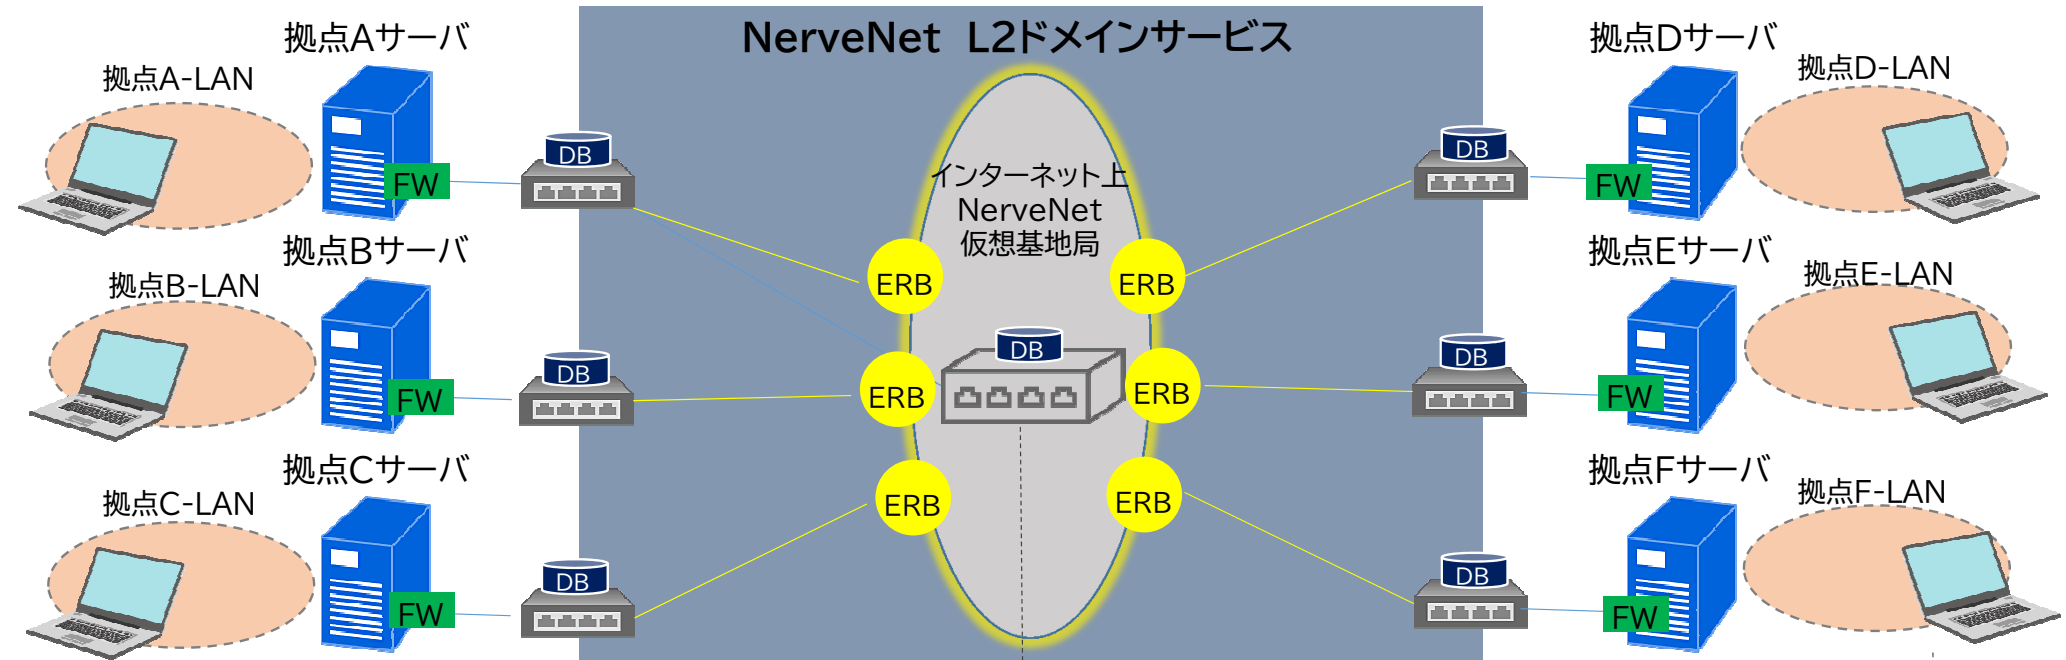 NerveNet L2ドメインサービス
拠点Aサーバ
拠点A-LAN
FW
DB
拠点Bサーバ
拠点B-LAN
FW
DB
拠点Cサーバ
拠点C-LAN
FW
DB
インターネット上
NerveNet
仮想基地局
ERB
ERB
ERB
DB
ERB
ERB
ERB
拠点Dサーバ
拠点D-LAN
DB
FW
拠点Eサーバ
拠点E-LAN
DB
FW
拠点Fサーバ
拠点F-LAN
DB
FW